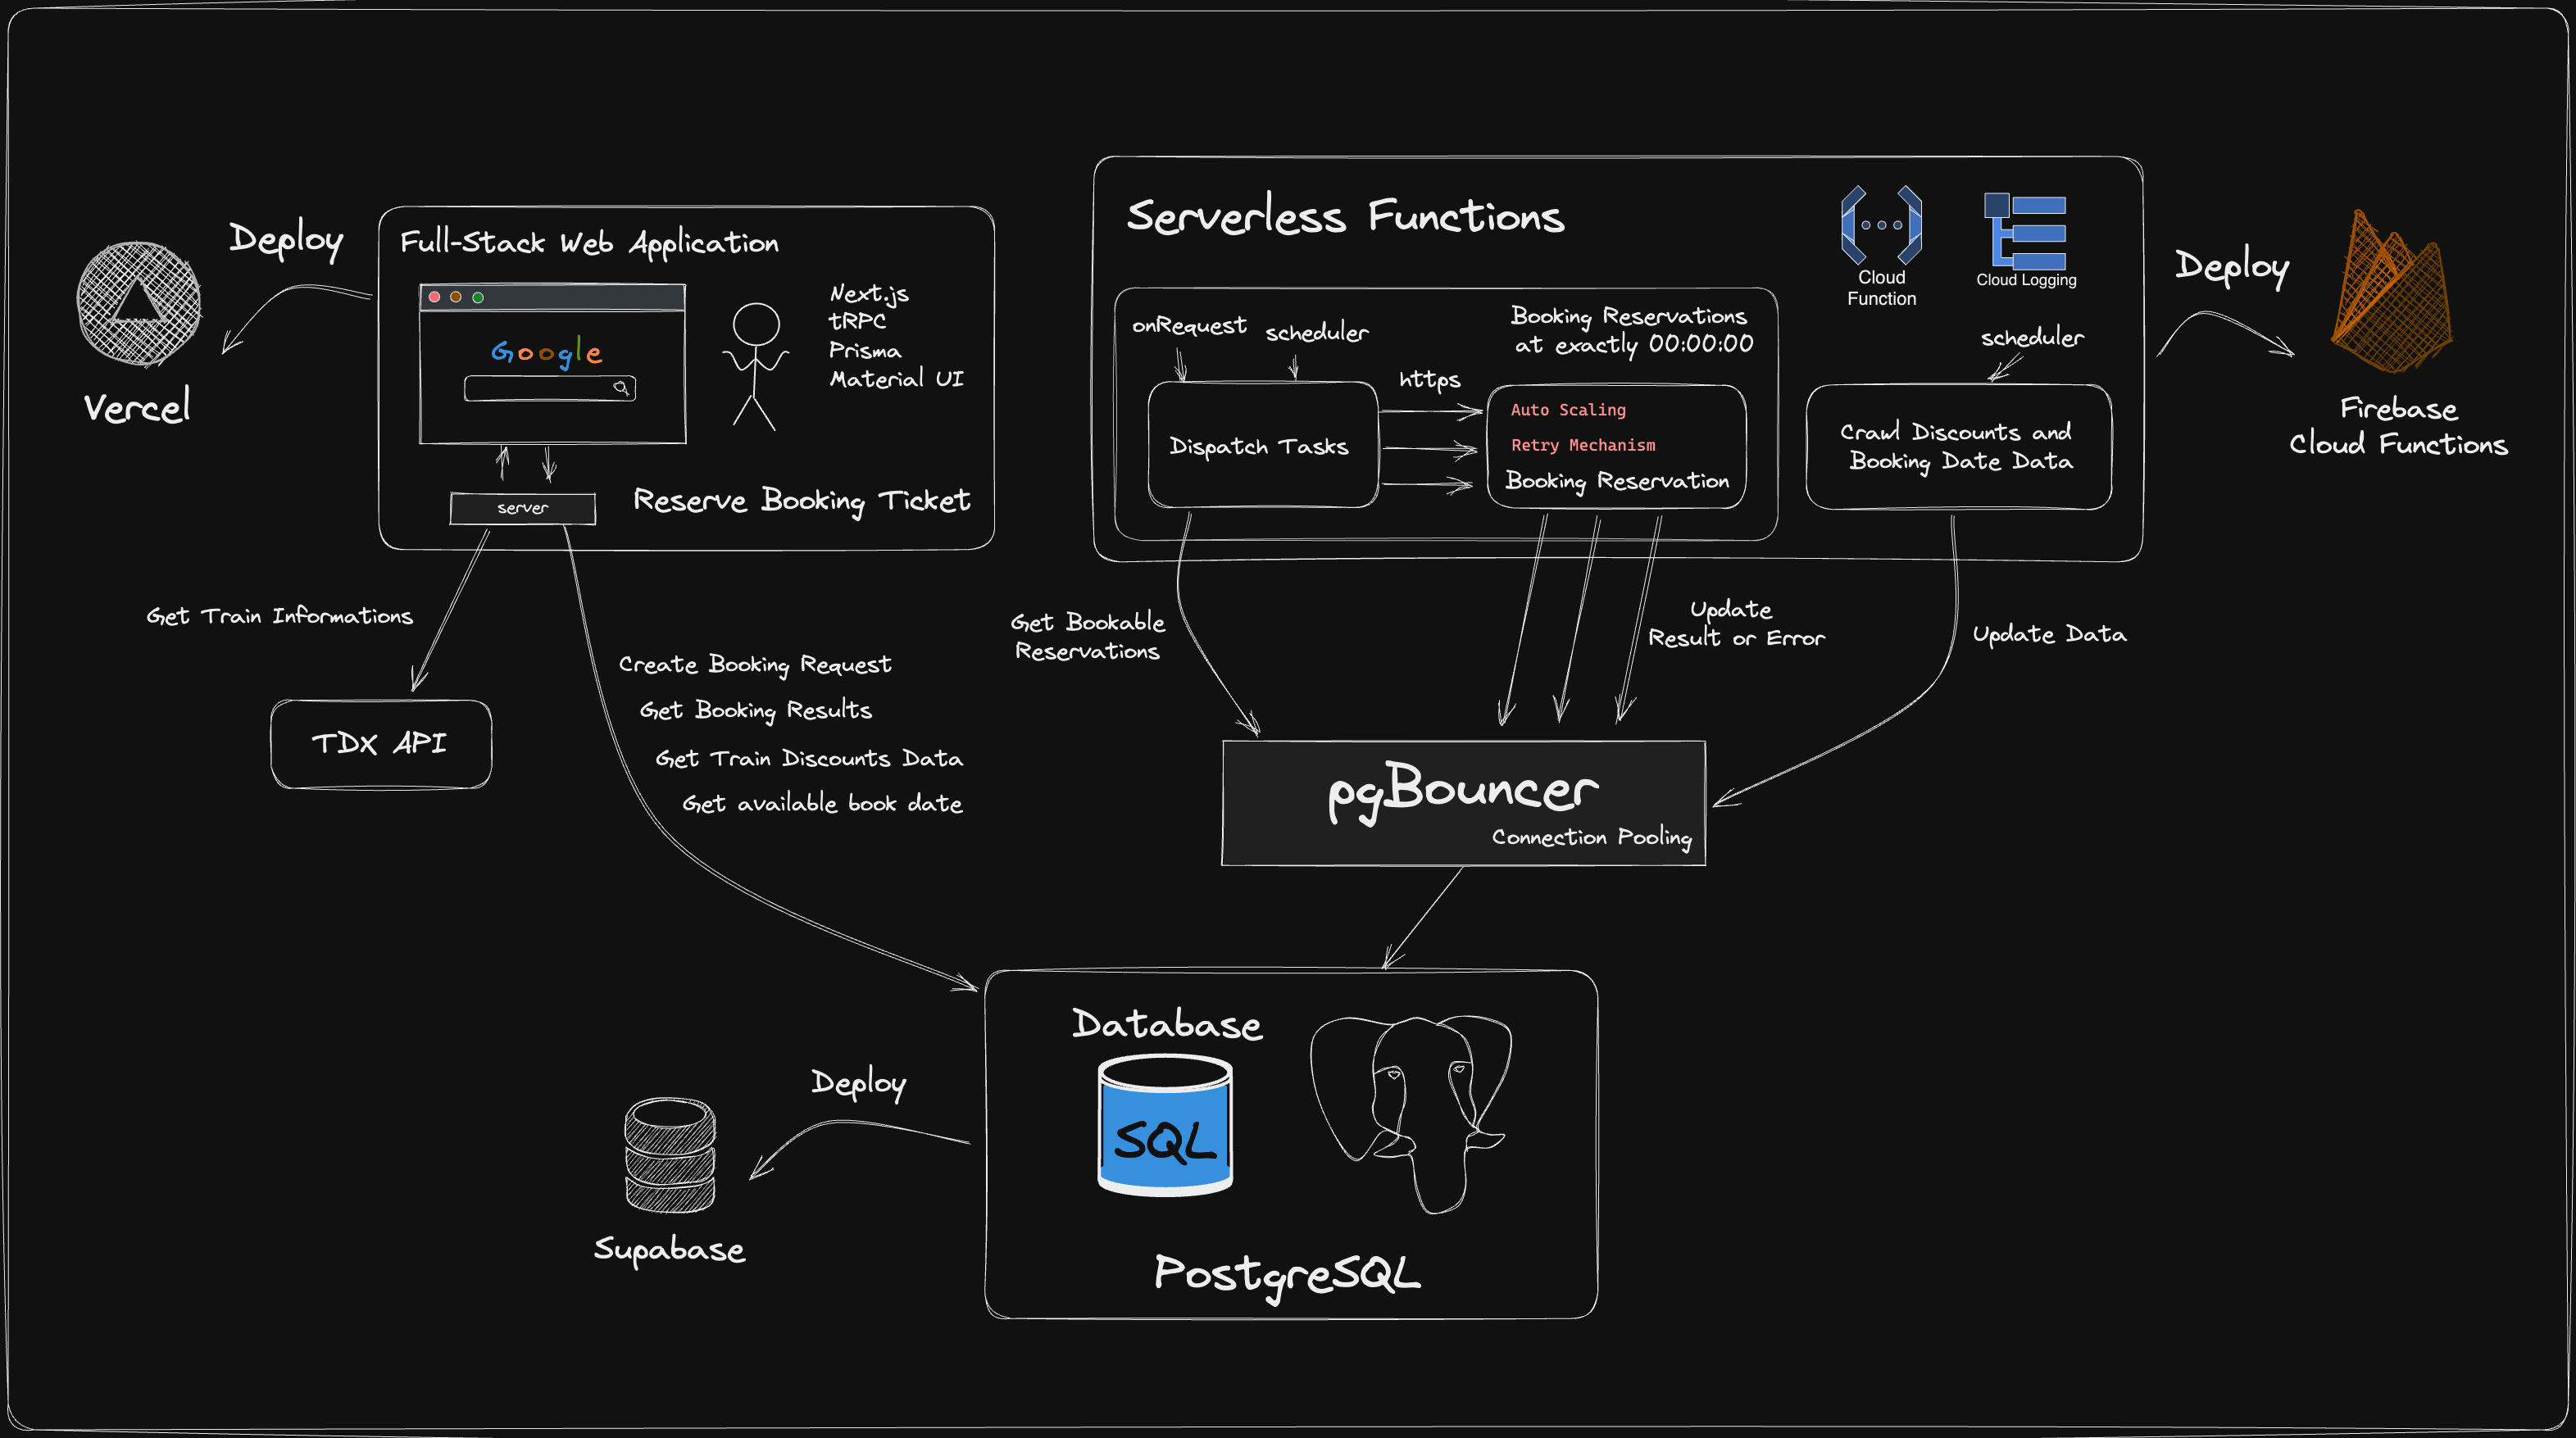 Deploy
Vercel
Full-Stack Web Application
Google
Next.js
tRPC
Prisma
Material UI
server
Reserve Booking Ticket
Get Train Informations
TDX API
Create Booking Request
Get Booking Results
Get Train Discounts Data
Get available book date
Serverless Functions
Cloud
Function
Cloud Logging
onRequest
scheduler
Booking Reservations
at exactly 00:00:00
https
Dispatch Tasks
Auto Scaling
Retry Mechanism
Booking Reservation
scheduler
Crawl Discounts and
Booking Date Data
Deploy
Firebase
Cloud Functions
Get Bookable
Reservations
Update
Result or Error
Update Data
pgBouncer
Connection Pooling
Database
SQL
PostgreSQL
Deploy
Supabase